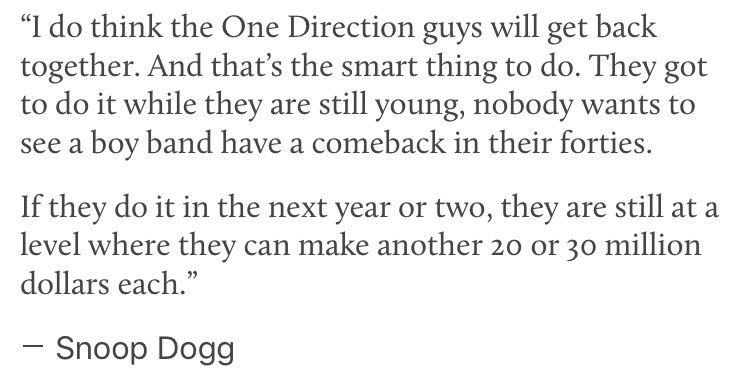 “I do think the One Direction guys will get back
together. And that’s the smart thing to do. They got
to do it while they are still young, nobody wants to
see a boy band have a comeback in their forties.
If they do it in the next year or two, they are still at a
level where they can make another 20 or 30 million
dollars each.”
— Snoop Dogg